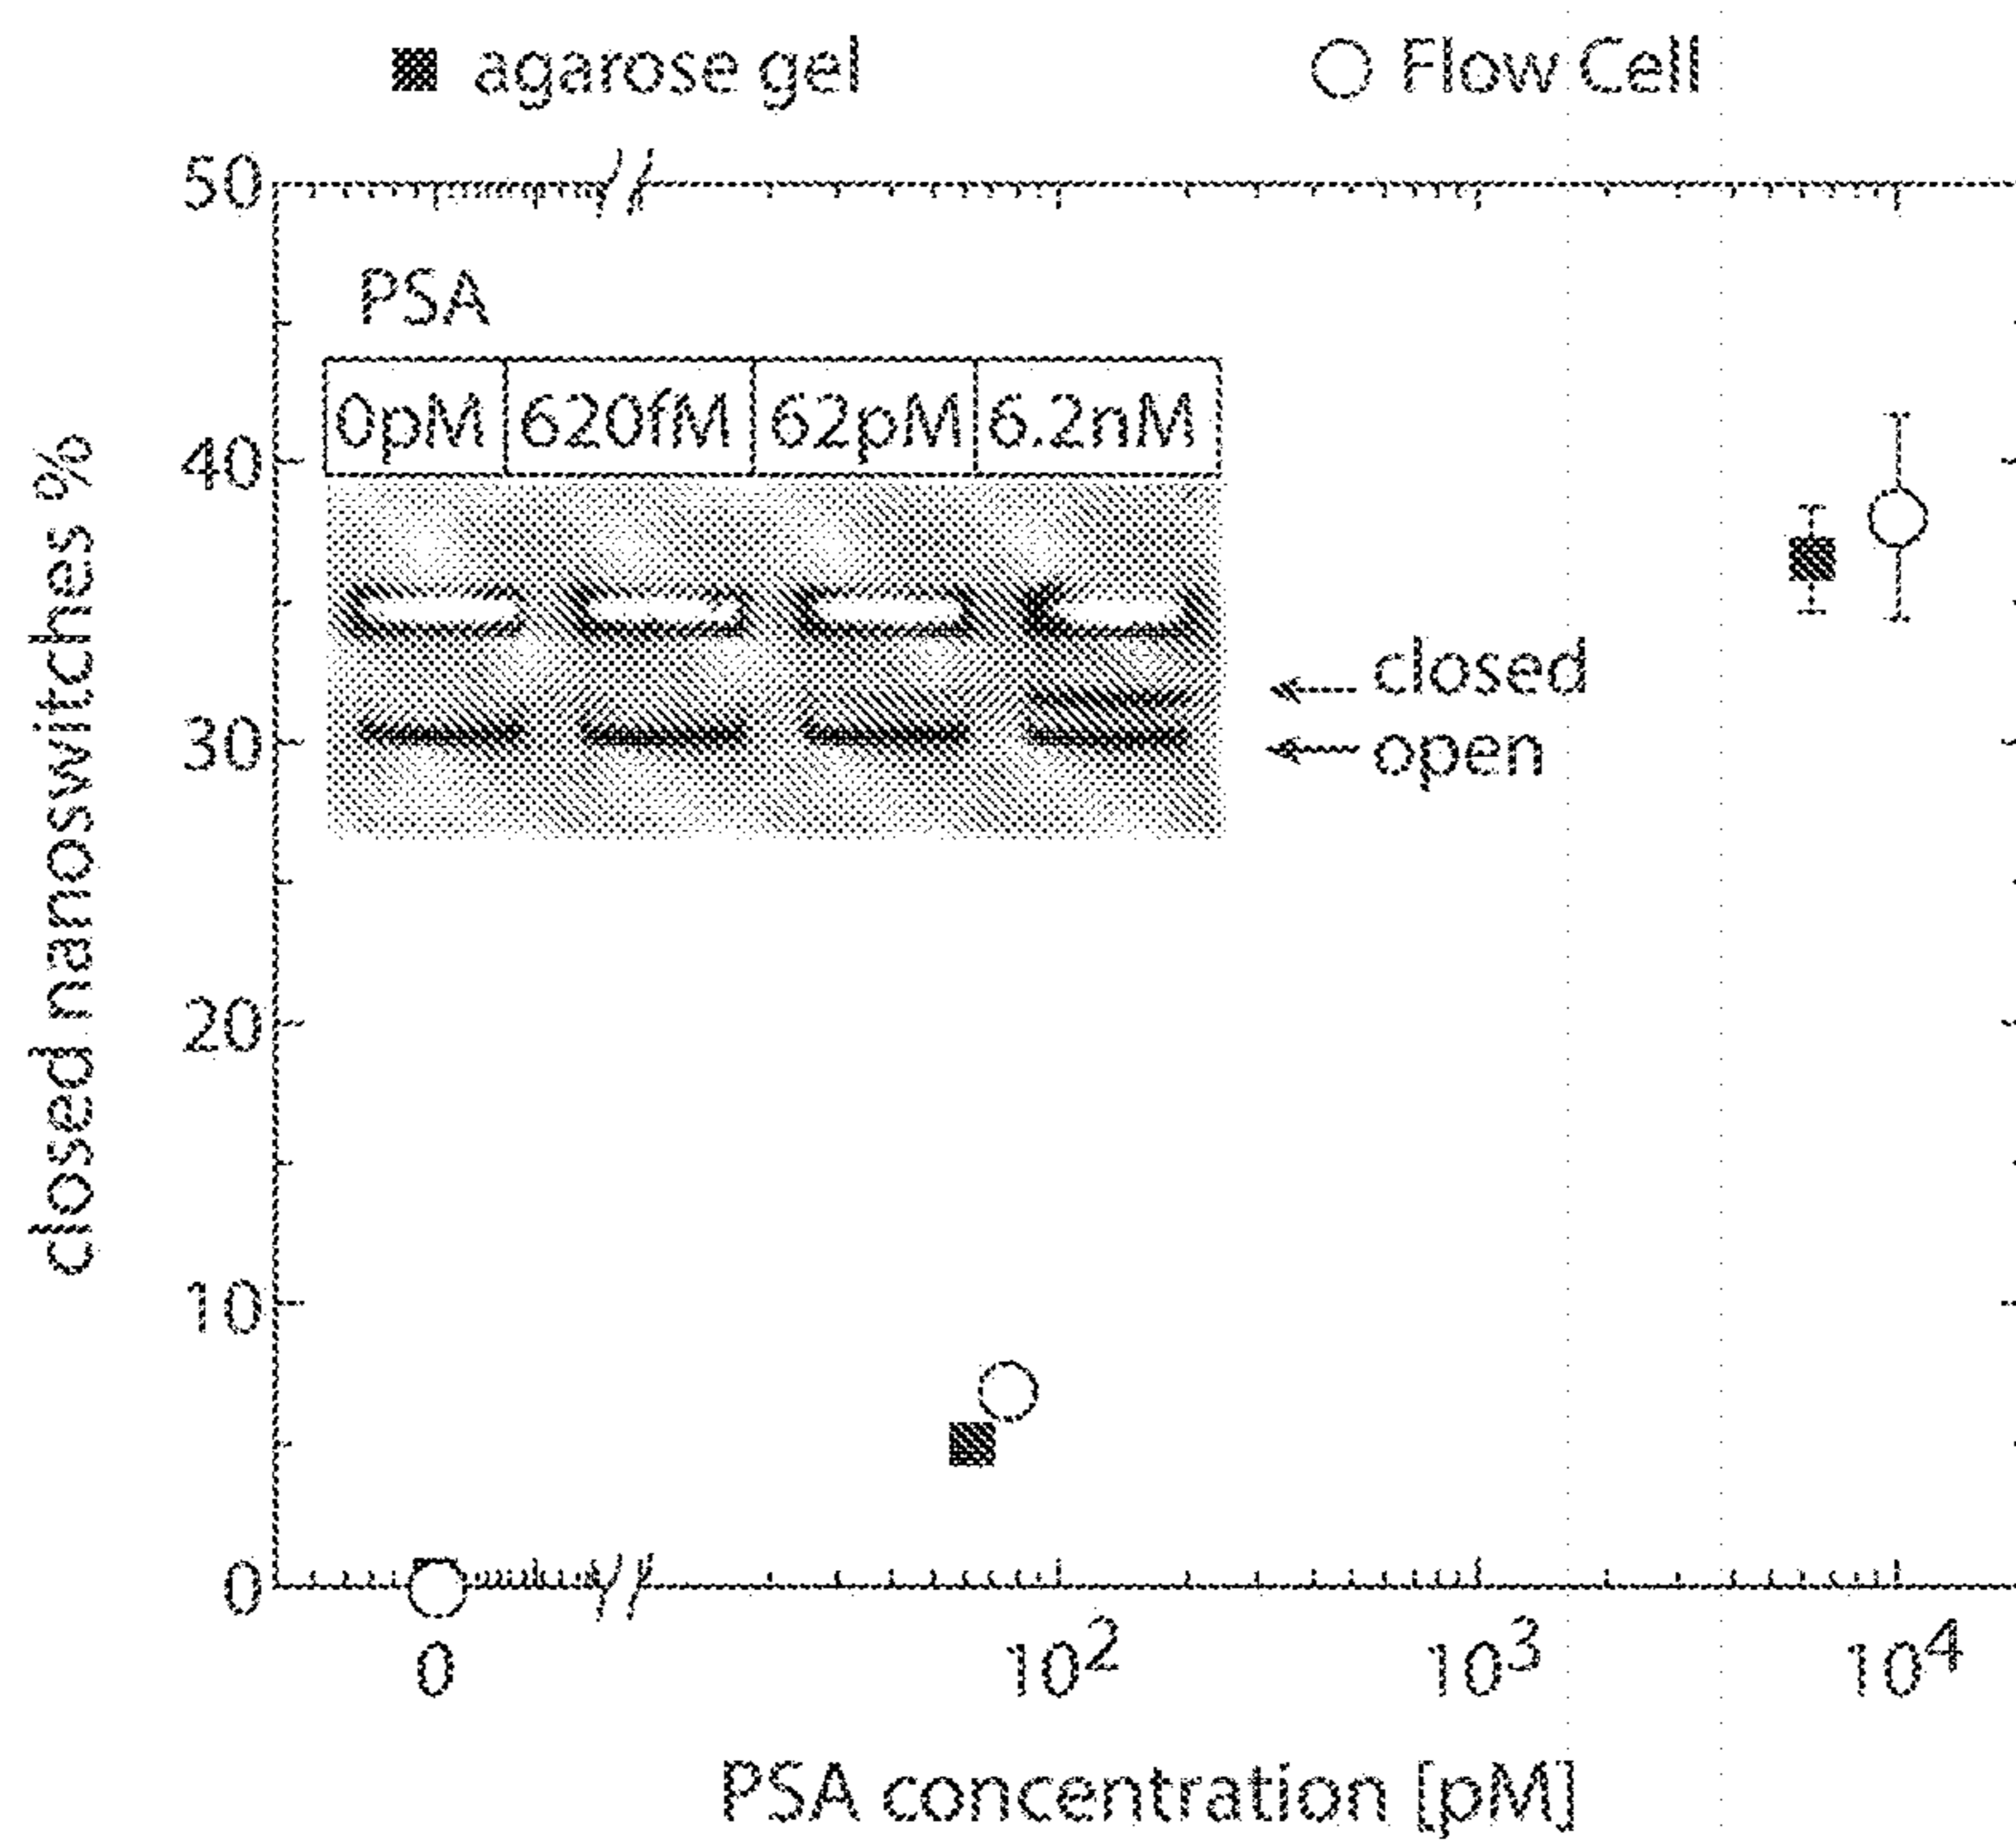 agarose gel Flow Cell
50
PSA
0pM 620fM 62pM 6.2nM
40
closed
30
open
20
10
0
0 10² 10³ 10⁴
PSA concentration [pM]
closed nanoswitches %